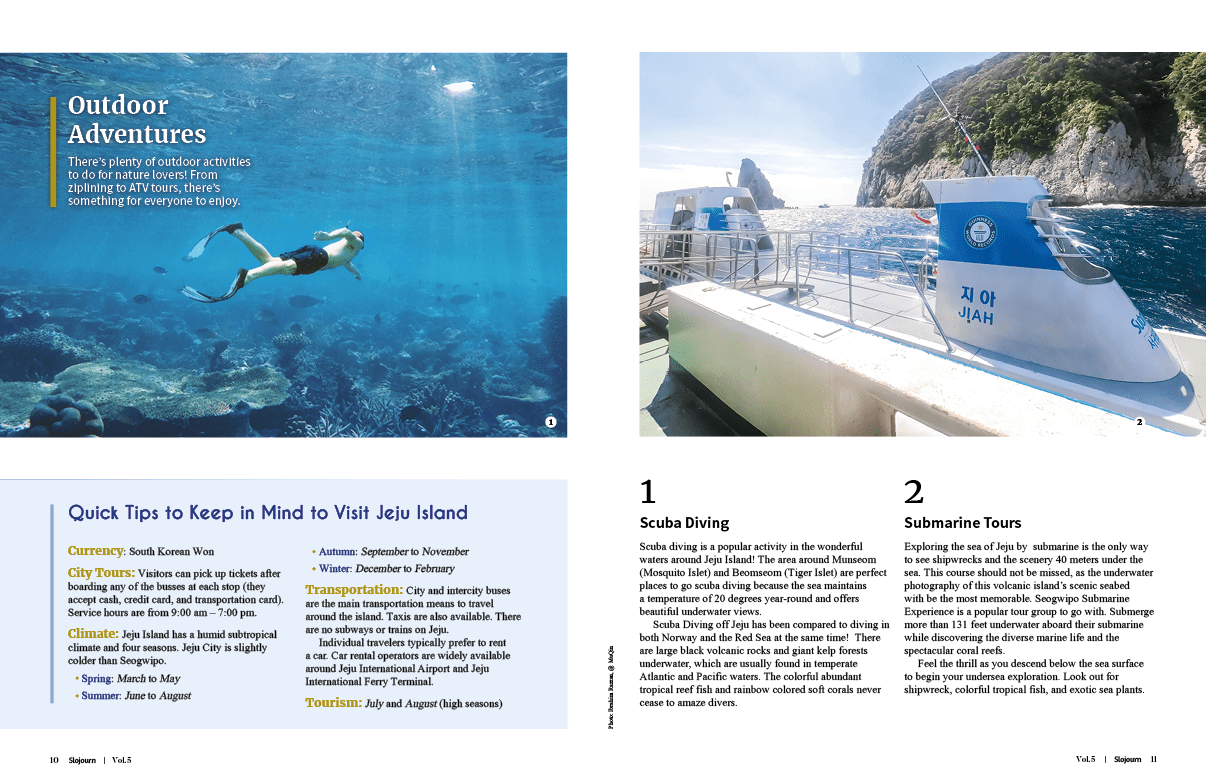 Outdoor
Adventures
There's plenty of outdoor activities
to do for nature lovers! From
ziplining to ATV tours, there's
something for everyone to enjoy.
1
GUINNESS
WORLD RECORDS
지아
JIAH
2
Quick Tips to Keep in Mind to Visit Jeju Island
Currency: South Korean Won
City Tours: Visitors can pick up tickets after
boarding any of the busses at each stop (they
accept cash, credit card, and transportation card).
Service hours are from 9:00 am – 7:00 pm.
Climate: Jeju Island has a humid subtropical
climate and four seasons. Jeju City is slightly
colder than Seogwipo.
• Spring: March to May
• Summer: June to August
• Autumn: September to November
• Winter: December to February
Transportation: City and intercity buses
are the main transportation means to travel
around the island. Taxis are also available. There
are no subways or trains on Jeju.
Individual travelers typically prefer to rent
a car. Car rental operators are widely available
around Jeju International Airport and Jeju
International Ferry Terminal.
Tourism: July and August (high seasons)
1
Scuba Diving
Scuba diving is a popular activity in the wonderful
waters around Jeju Island! The area around Munseom
(Mosquito Islet) and Beomseom (Tiger Islet) are perfect
places to go scuba diving because the sea maintains
a temperature of 20 degrees year-round and offers
beautiful underwater views.
Scuba Diving off Jeju has been compared to diving in
both Norway and the Red Sea at the same time! There
are large black volcanic rocks and giant kelp forests
underwater, which are usually found in temperate
Atlantic and Pacific waters. The colorful abundant
tropical reef fish and rainbow colored soft corals never
cease to amaze divers.
2
Submarine Tours
Exploring the sea of Jeju by submarine is the only way
to see shipwrecks and the scenery 40 meters under the
sea. This course should not be missed, as the underwater
photography of this volcanic island's scenic seabed
with be the most memorable. Seogwipo Submarine
Experience is a popular tour group to go with. Submerge
more than 131 feet underwater aboard their submarine
while discovering the diverse marine life and the
spectacular coral reefs.
Feel the thrill as you descend below the sea surface
to begin your undersea exploration. Look out for
shipwreck, colorful tropical fish, and exotic sea plants.
Photo: Ibrahim @
10 Slojourn | Vol.5
Vol.5 | Slojourn 11